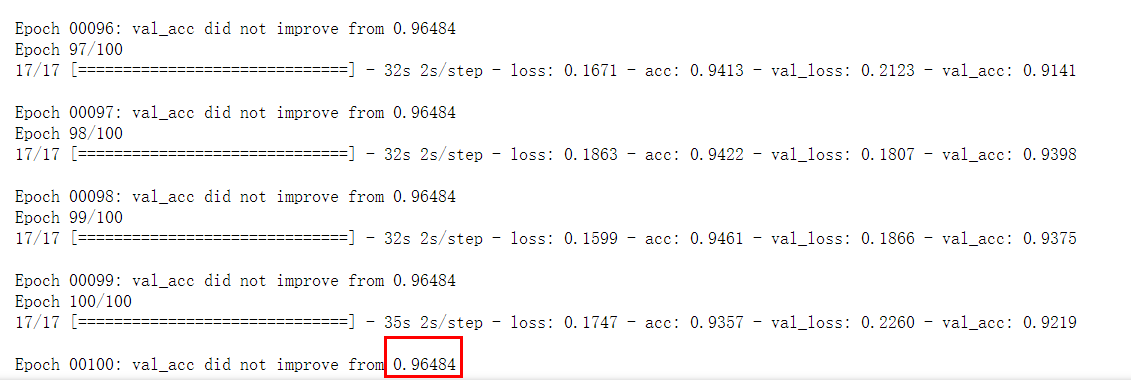 Epoch 00096: val_acc did not improve from 0.96484
Epoch 97/100
17/17 [==============================] - 32s 2s/step - loss: 0.1671 - acc: 0.9413 - val_loss: 0.2123 - val_acc: 0.9141
Epoch 00097: val_acc did not improve from 0.96484
Epoch 98/100
17/17 [==============================] - 32s 2s/step - loss: 0.1863 - acc: 0.9422 - val_loss: 0.1807 - val_acc: 0.9398
Epoch 00098: val_acc did not improve from 0.96484
Epoch 99/100
17/17 [==============================] - 32s 2s/step - loss: 0.1599 - acc: 0.9461 - val_loss: 0.1866 - val_acc: 0.9375
Epoch 00099: val_acc did not improve from 0.96484
Epoch 100/100
17/17 [==============================] - 35s 2s/step - loss: 0.1747 - acc: 0.9357 - val_loss: 0.2260 - val_acc: 0.9219
Epoch 00100: val_acc did not improve from 0.96484